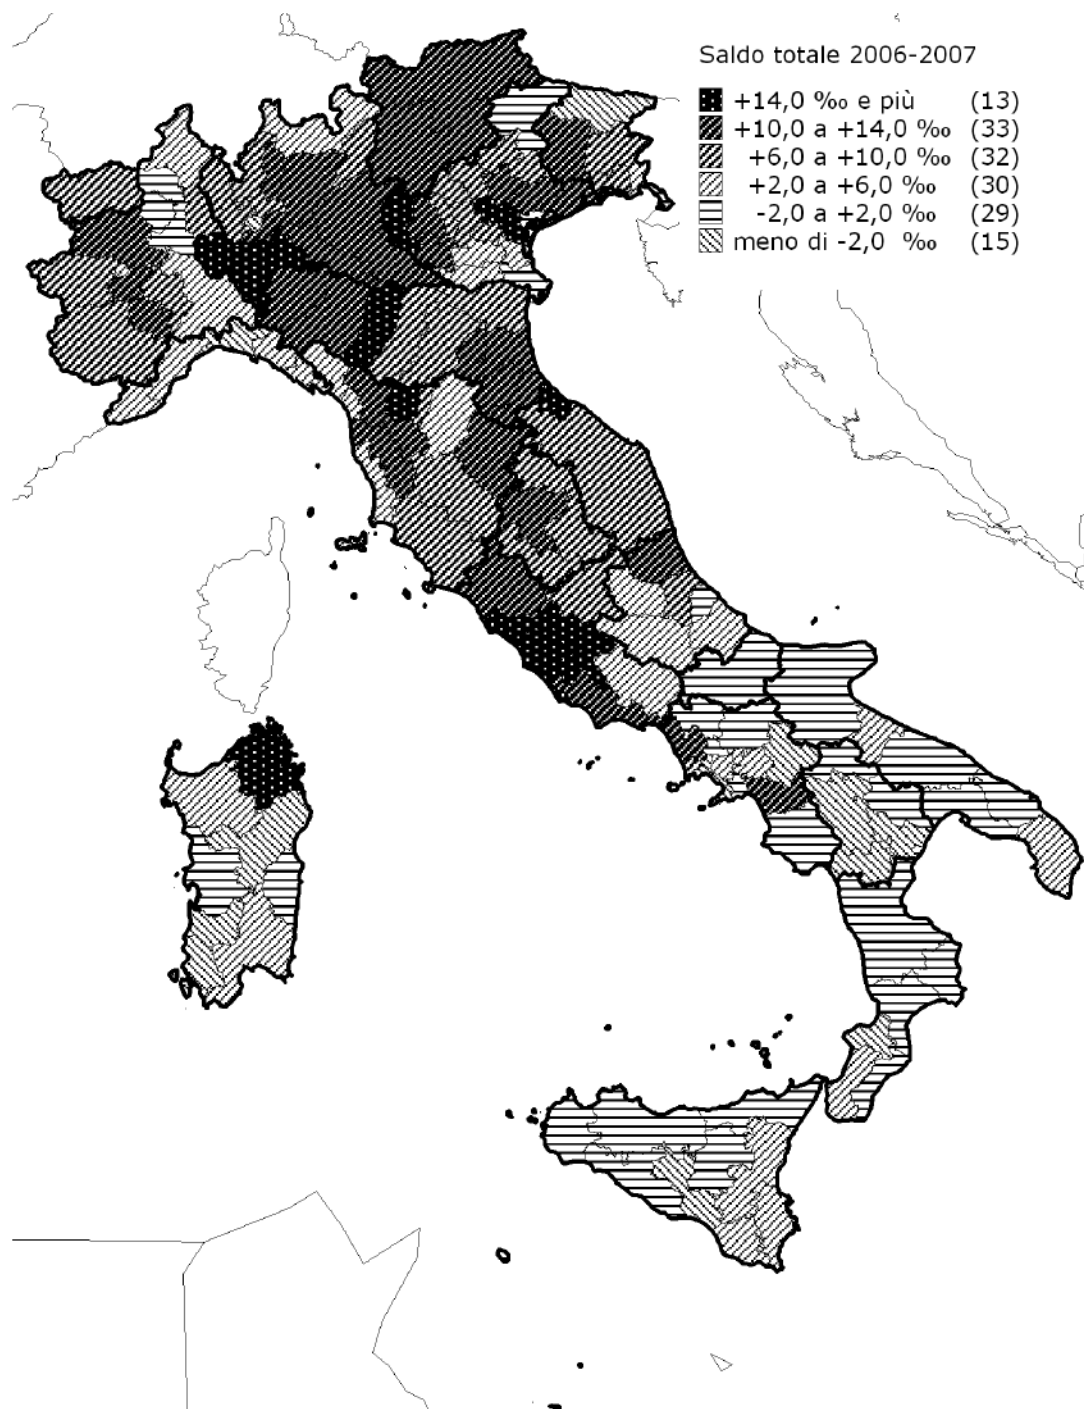 Saldo totale 2006-2007
+14,0 ‰ e più (13)
+10,0 a +14,0 ‰ (33)
+6,0 a +10,0 ‰ (32)
+2,0 a +6,0 ‰ (30)
-2,0 a +2,0 ‰ (29)
meno di -2,0 ‰ (15)